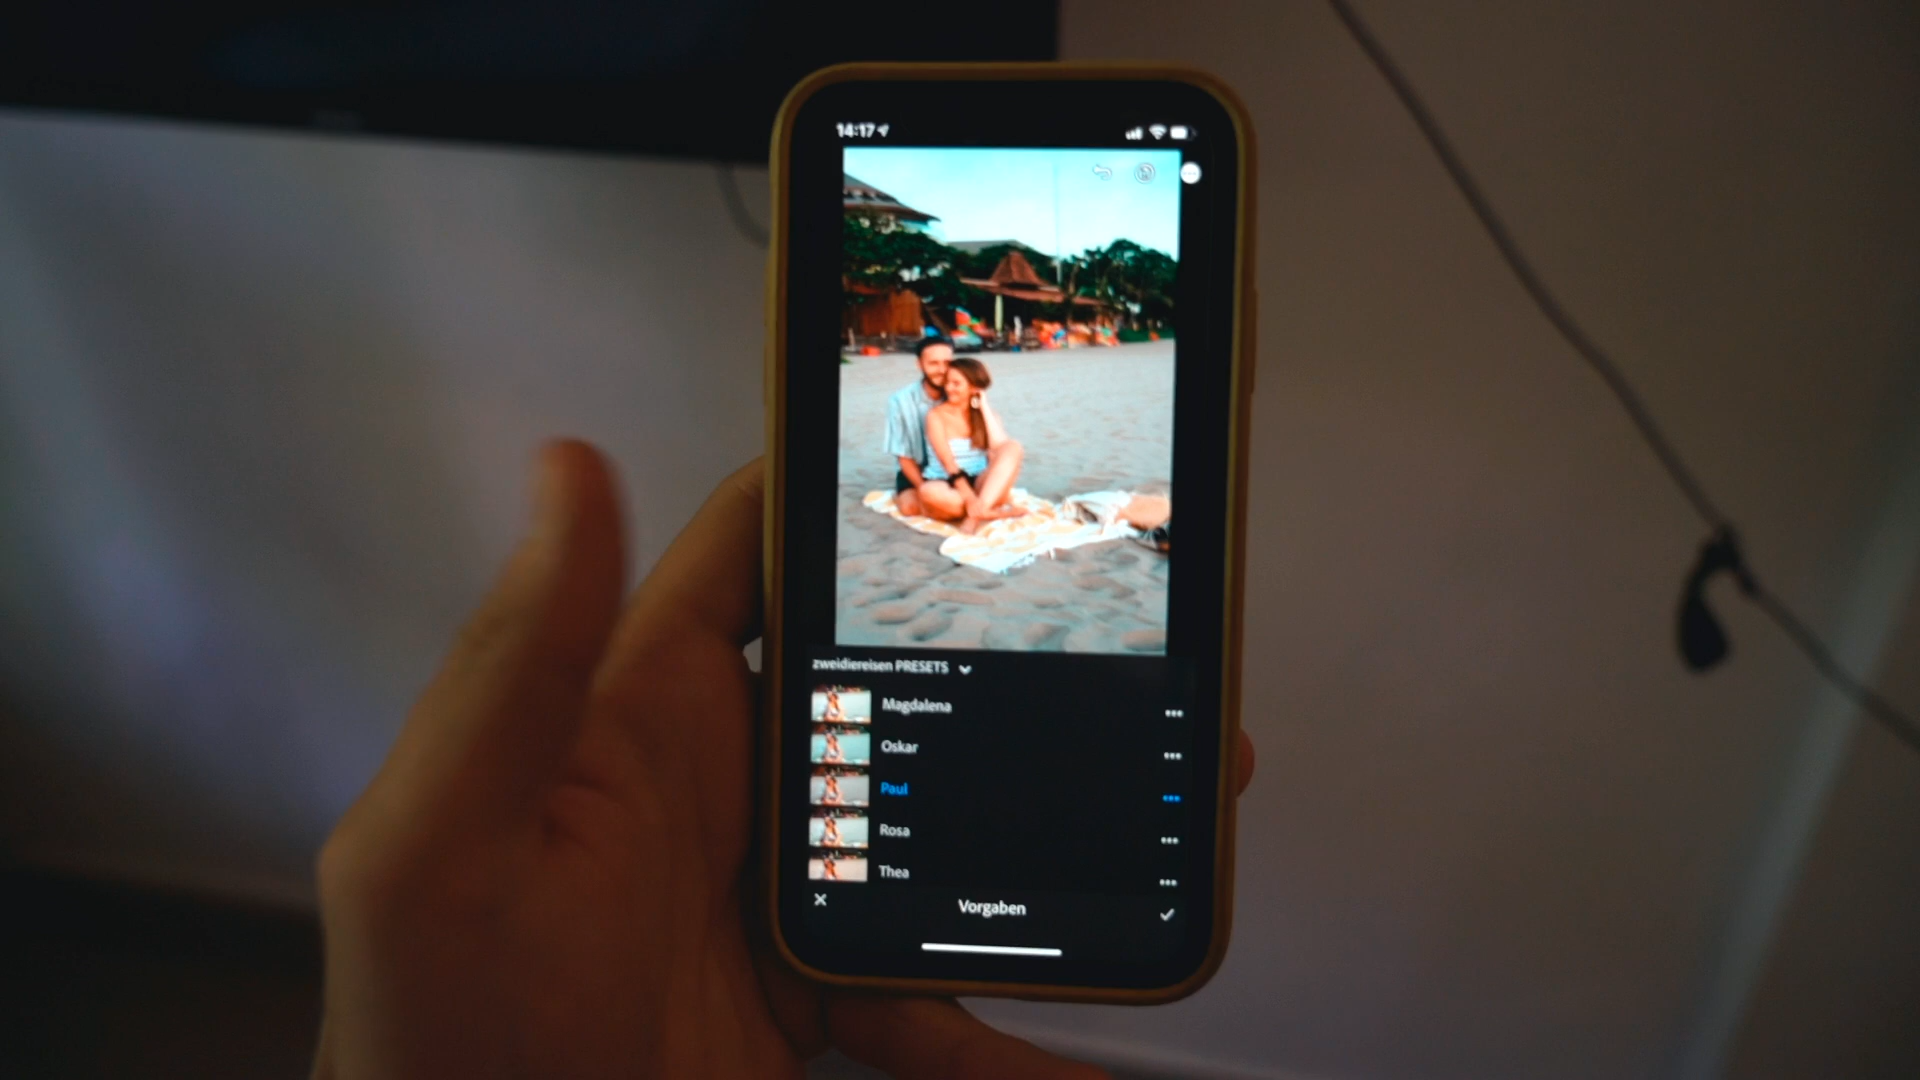 14:17
zweidiereisen PRESETS
Magdalena
Oskar
Paul
Rosa
Thea
Vorgaben